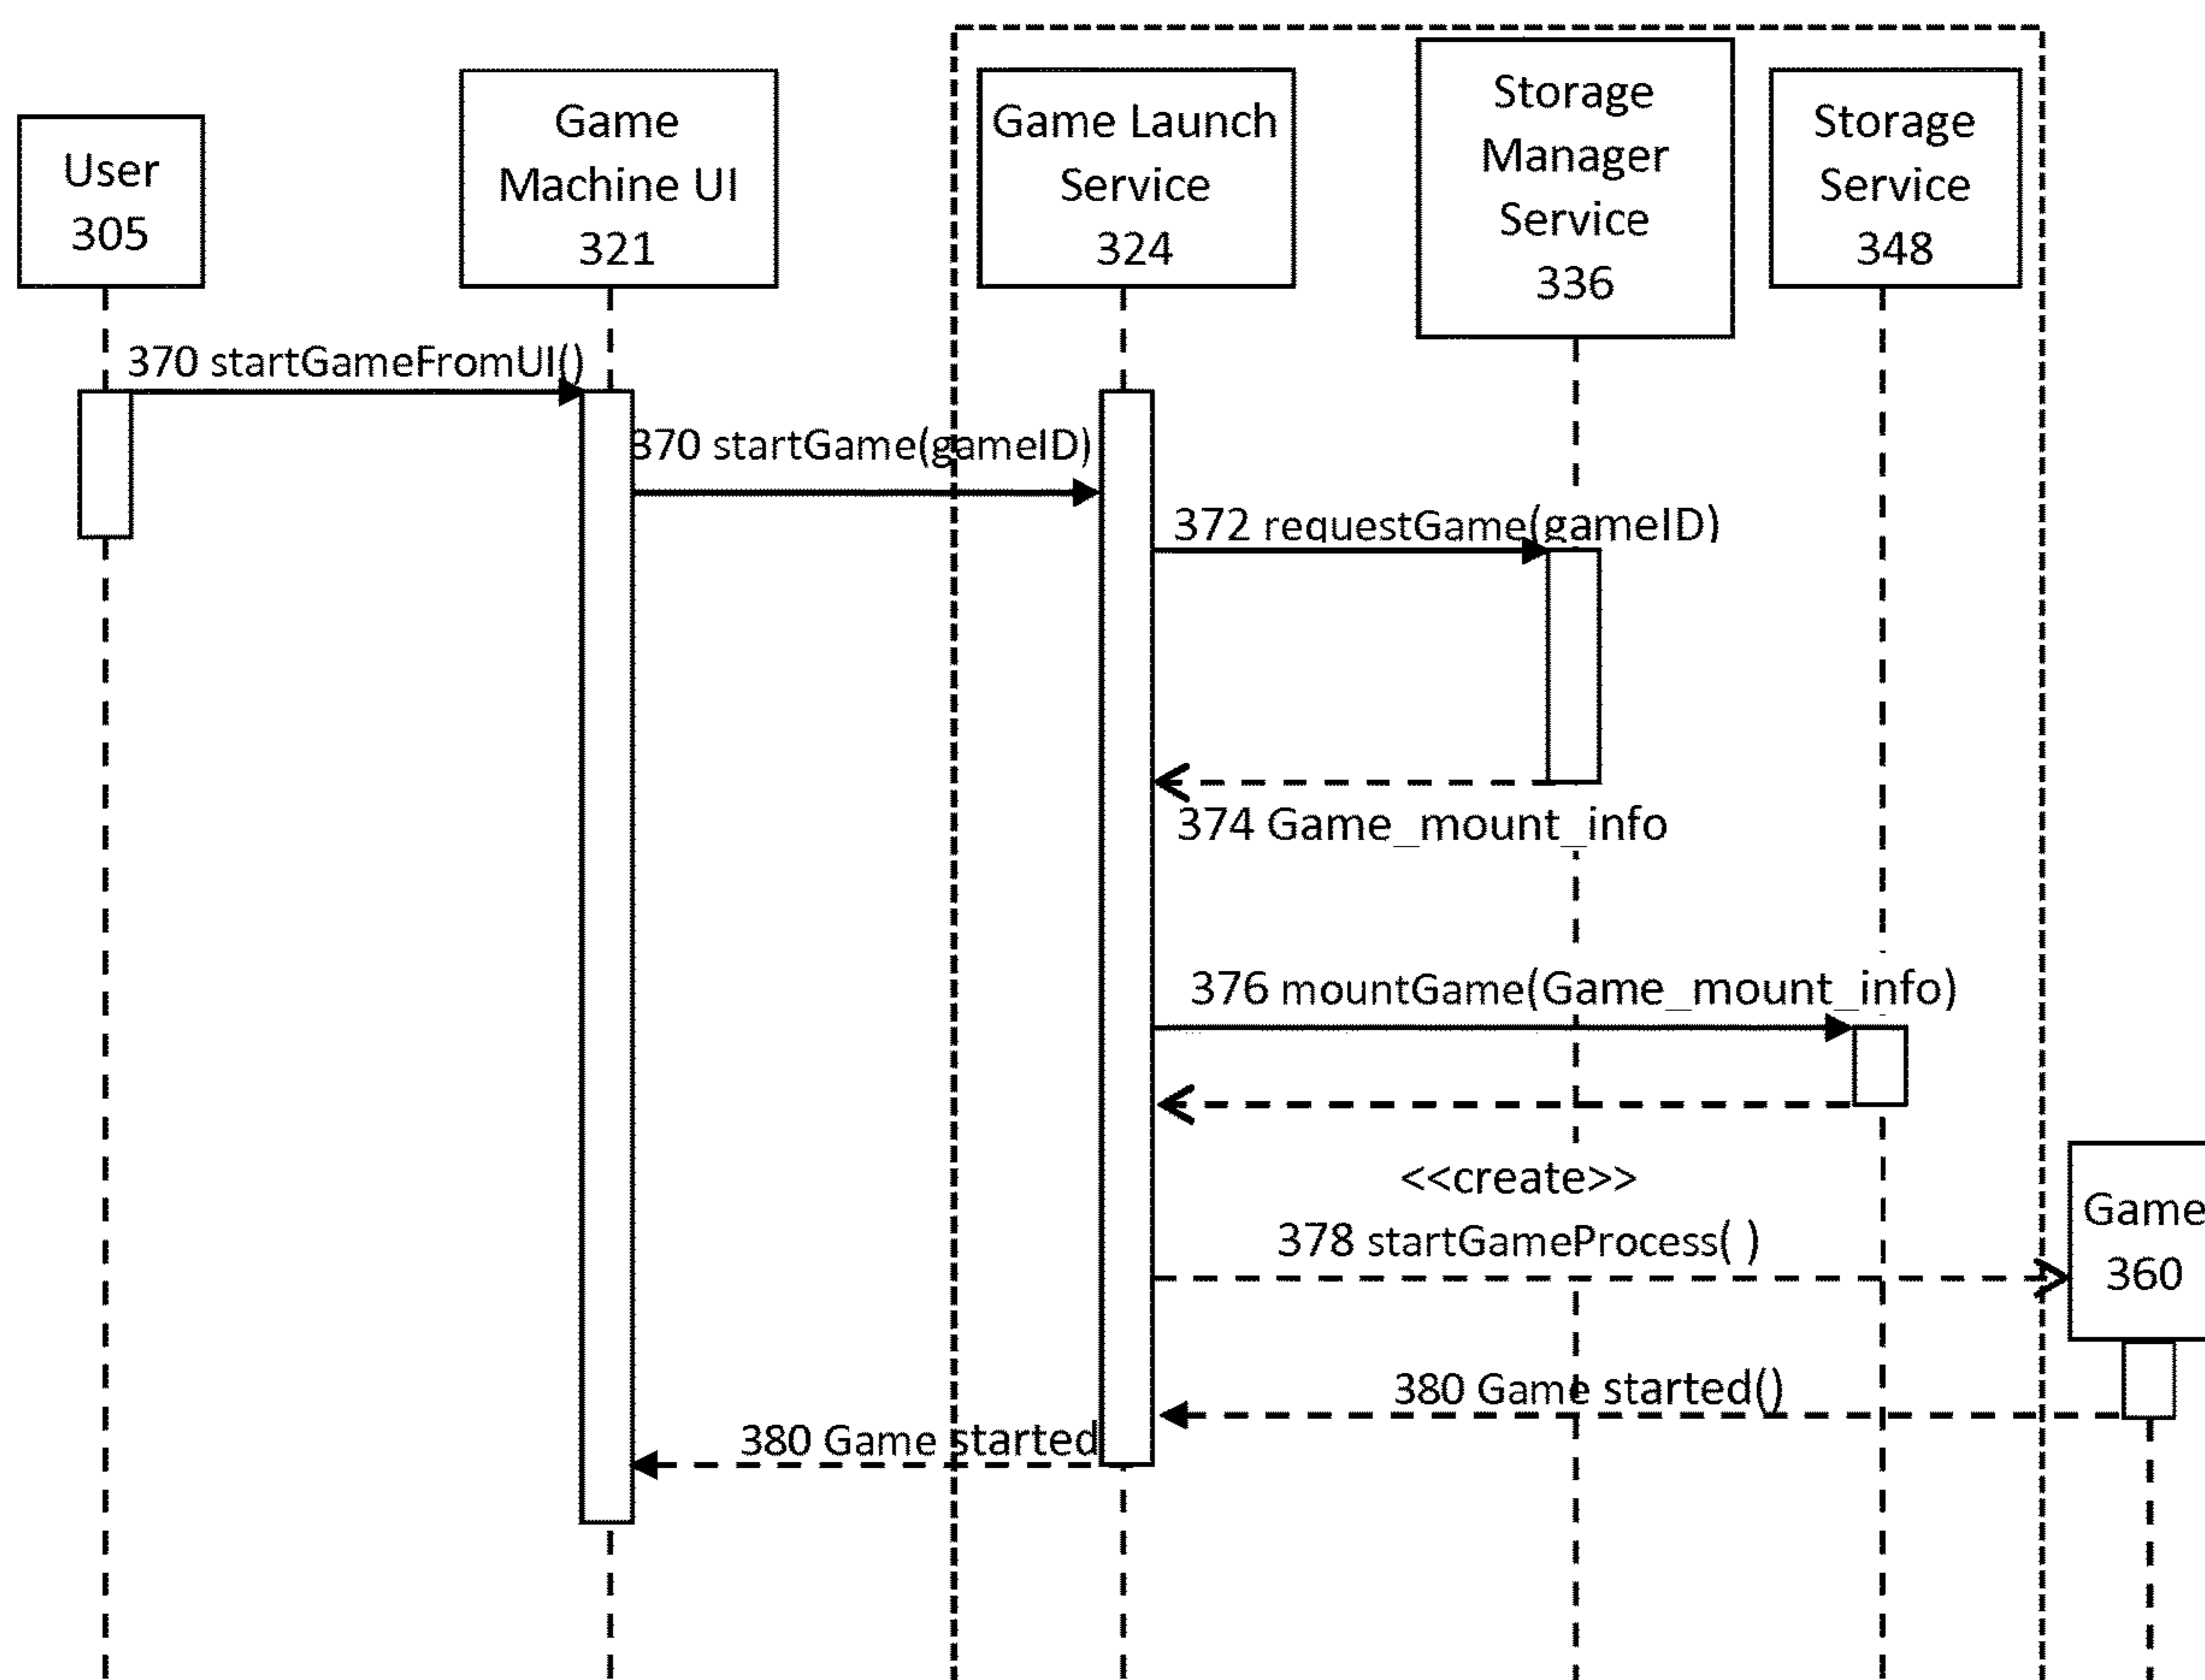 User
305
Game
Machine UI
321
Game Launch
Service
324
Storage
Manager
Service
336
Storage
Service
348
370 startGameFromUI()
370 startGame(gameID)
372 requestGame(gameID)
374 Game_mount_info
376 mountGame(Game_mount_info)
<<create>>
378 startGameProcess( )
Game
360
380 Game started()
380 Game started